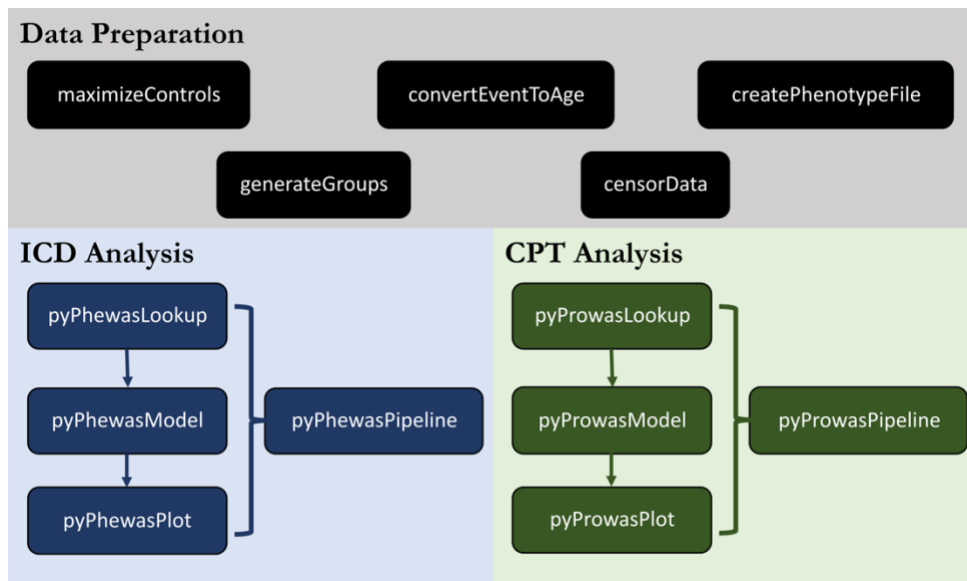 Data Preparation
maximizeControls
convertEventToAge
createPhenotypeFile
generateGroups
censorData
ICD Analysis
pyPhewasLookup
pyPhewasModel
pyPhewasPlot
pyPhewasPipeline
CPT Analysis
pyProwasLookup
pyProwasModel
pyProwasPlot
pyProwasPipeline